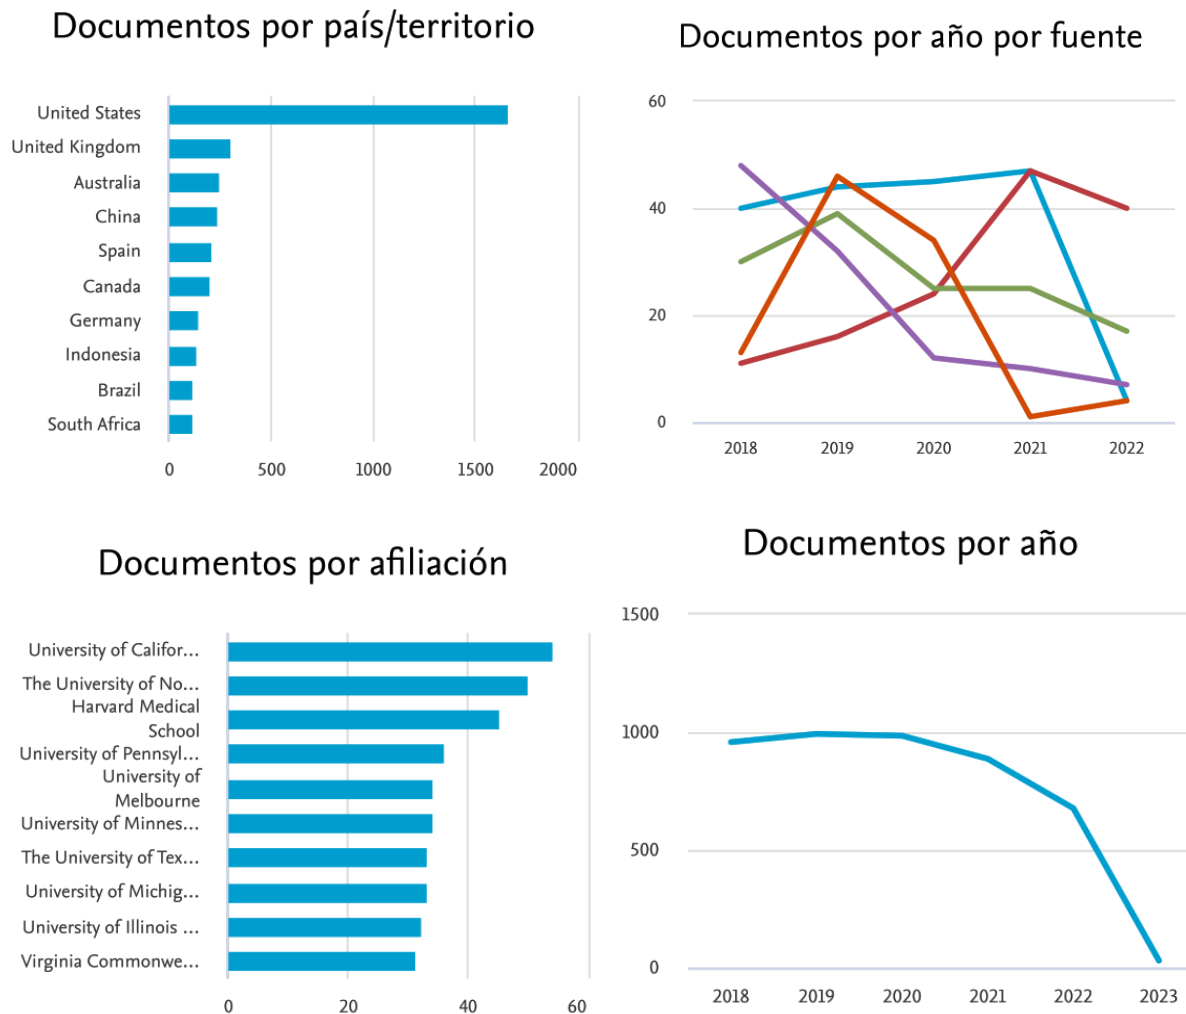 Documentos por país/territorio
United States
United Kingdom
Australia
China
Spain
Canada
Germany
Indonesia
Brazil
South Africa
0 500 1000 1500 2000
Documentos por año por fuente
60
40
20
0
2018 2019 2020 2021 2022
Documentos por afiliación
University of Califor...
The University of No...
Harvard Medical
School
University of Pennsyl...
University of
Melbourne
University of Minnes...
The University of Tex...
University of Michig...
University of Illinois ...
Virginia Commonwe...
0 20 40 60
Documentos por año
1500
1000
500
0
2018 2019 2020 2021 2022 2023